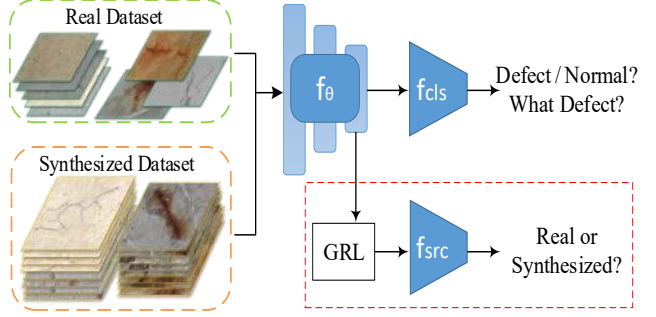 Real Dataset
Synthesized Dataset
fθ
fcls
Defect / Normal?
What Defect?
GRL
fsrc
Real or
Synthesized?